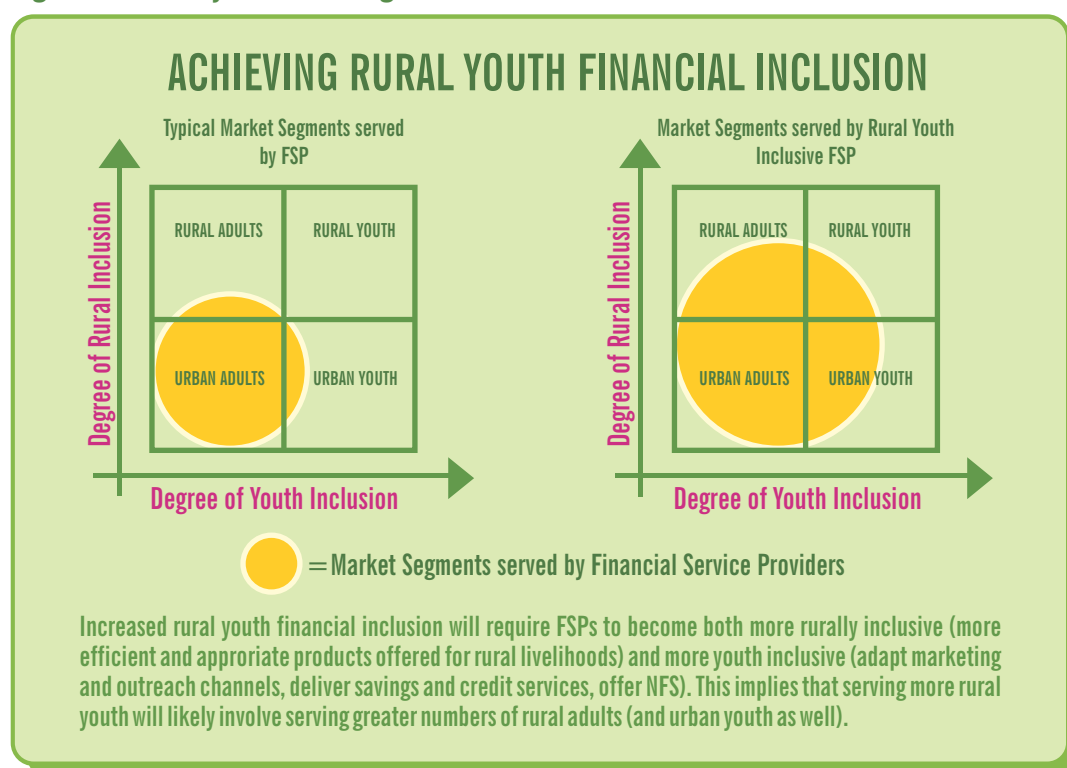 ACHIEVING RURAL YOUTH FINANCIAL INCLUSION
Typical Market Segments served
by FSP
Degree of Rural Inclusion
RURAL ADULTS
RURAL YOUTH
URBAN ADULTS
URBAN YOUTH
Degree of Youth Inclusion
Market Segments served by Rural Youth
Inclusive FSP
Degree of Rural Inclusion
RURAL ADULTS
RURAL YOUTH
URBAN ADULTS
URBAN YOUTH
Degree of Youth Inclusion
=Market Segments served by Financial Service Providers
Increased rural youth financial inclusion will require FSPs to become both more rurally inclusive (more
efficient and approriate products offered for rural livelihoods) and more youth inclusive (adapt marketing
and outreach channels, deliver savings and credit services, offer NFS). This implies that serving more rural
youth will likely involve serving greater numbers of rural adults (and urban youth as well).